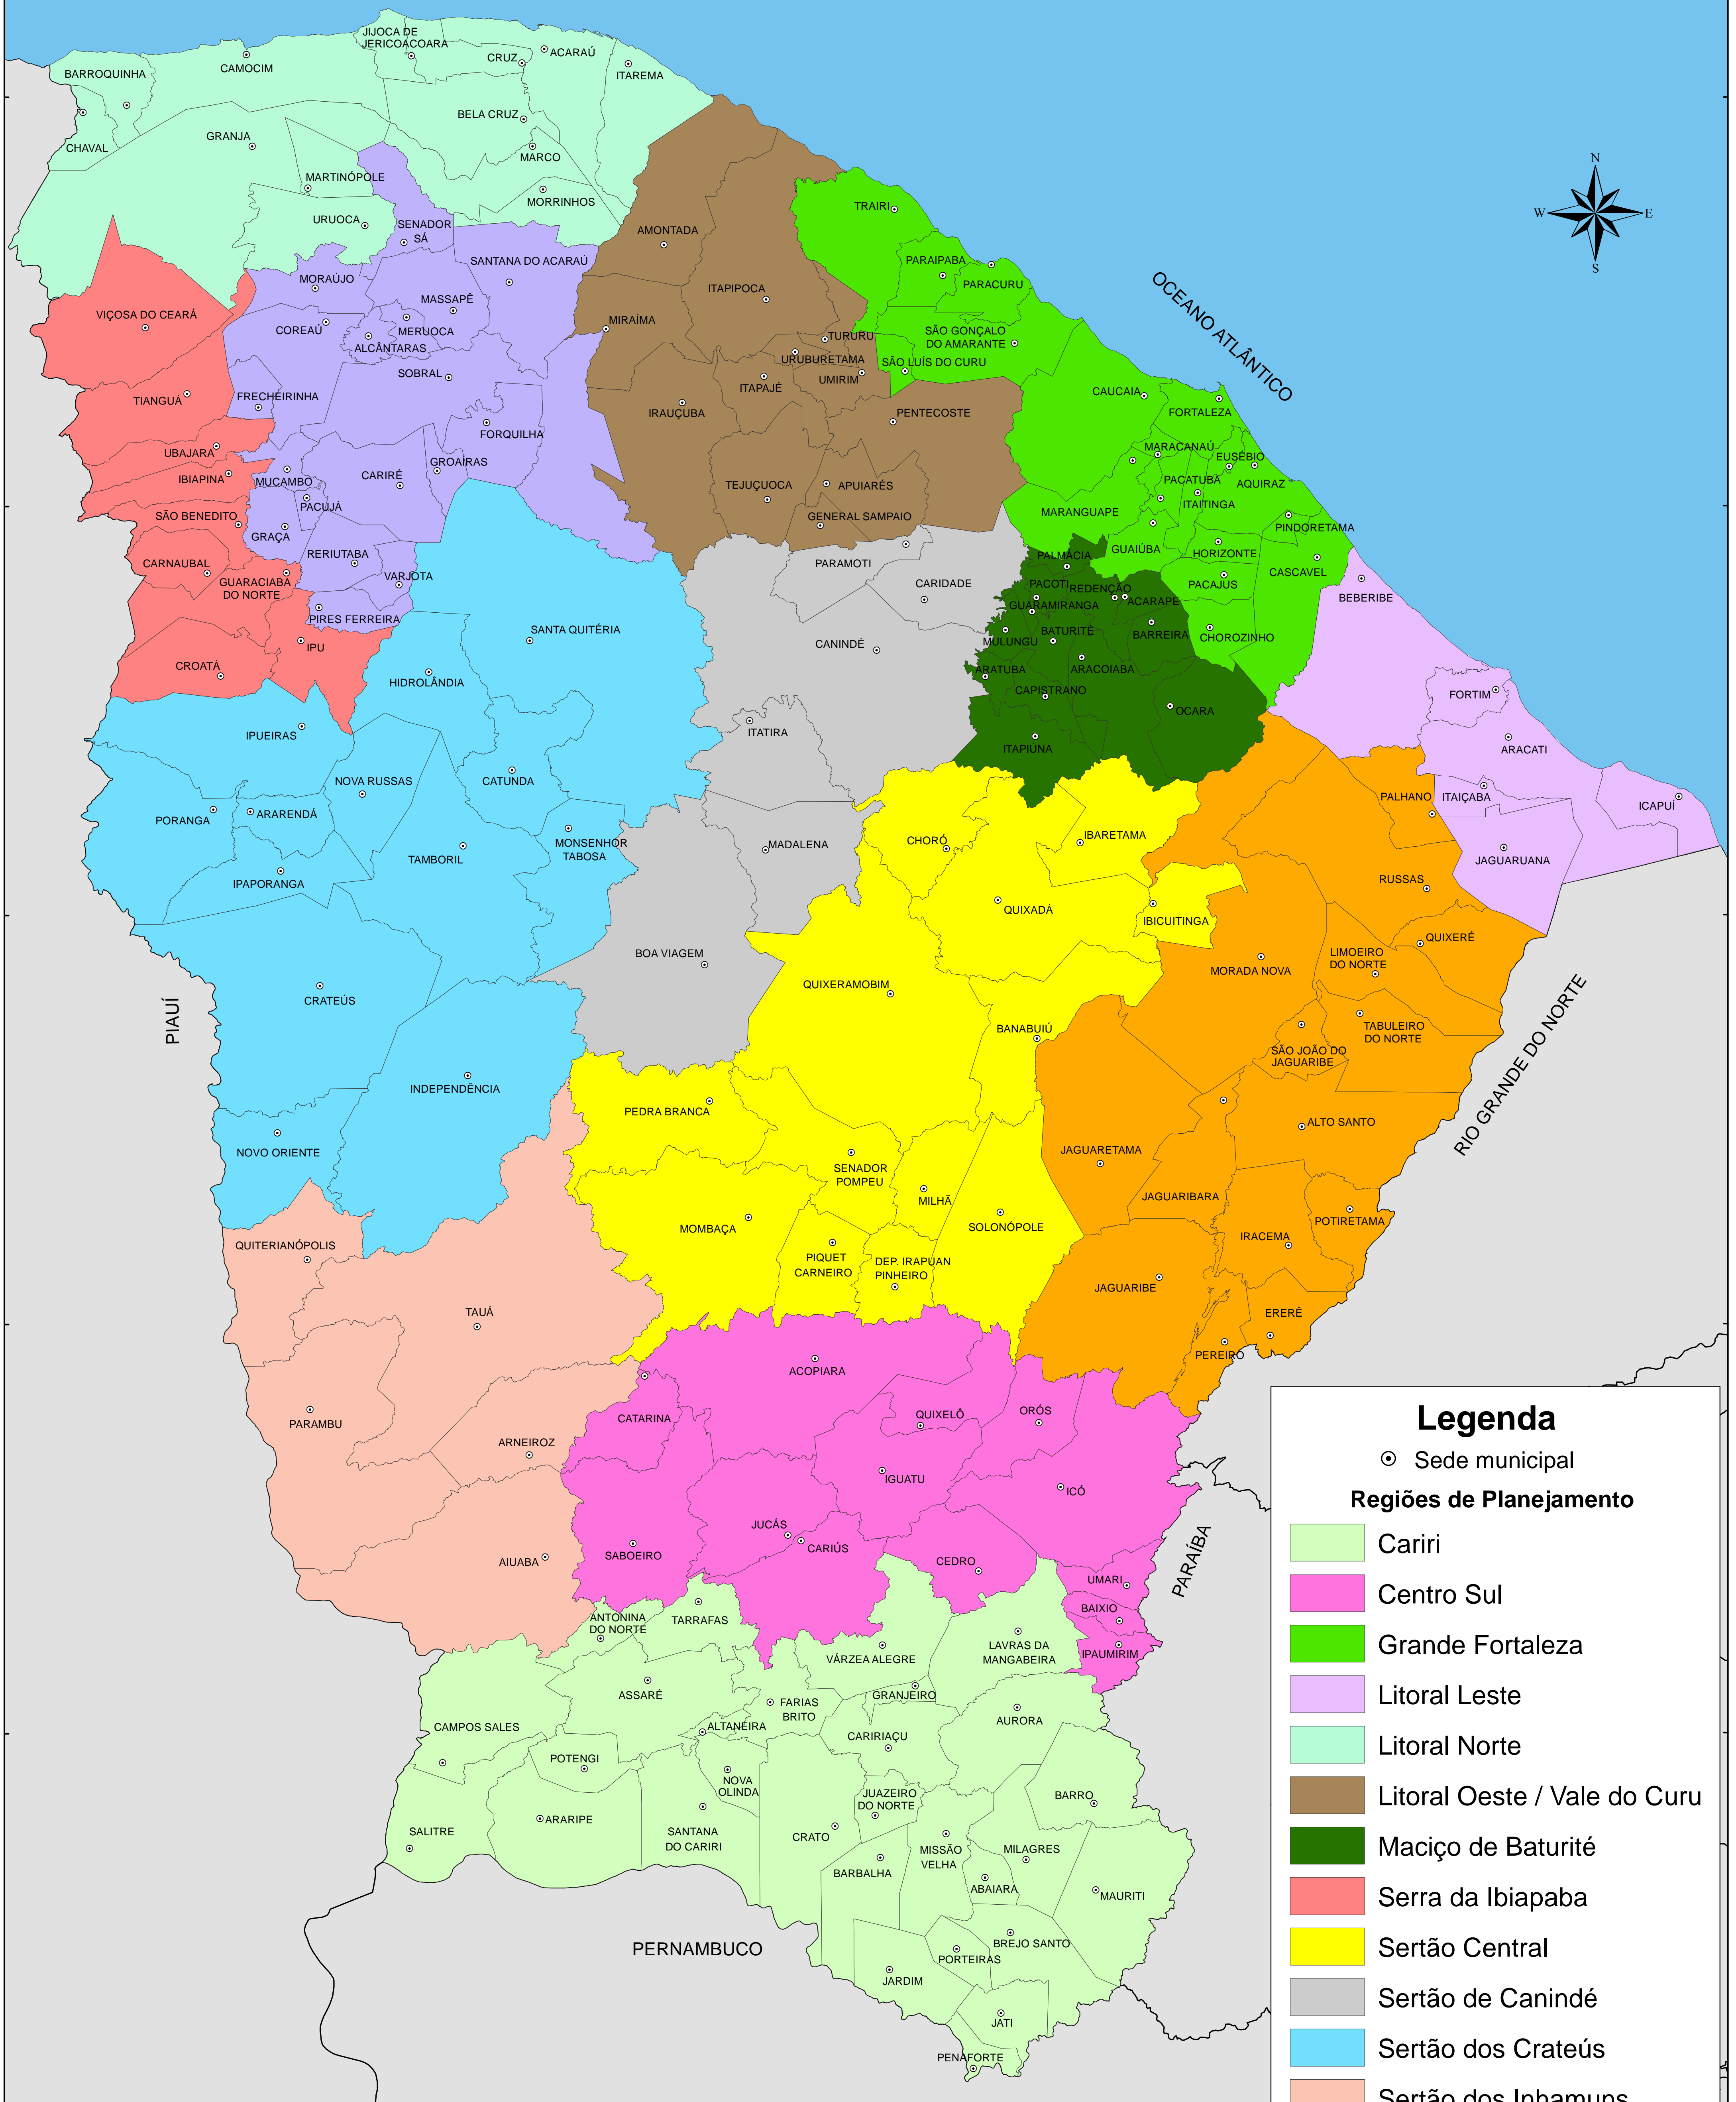 JIJOCA DE
JERICOACOARA
ACARAÚ
CRUZ
CAMOCIM
BARROQUINHA
ITAREMA
BELA CRUZ
GRANJA
CHAVAL
MARCO
MARTINÓPOLE
MORRINHOS
URUOCA
SENADOR
SÁ
N
W
E
S
TRAIRI
AMONTADA
PARAIPABA
PARACURU
SANTANA DO ACARAÚ
MORAÚJO
MASSAPÊ
ITAPIPOCA
OCEANO ATLÂNTICO
VIÇOSA DO CEARÁ
COREAÚ
MERUOCA
ALCÂNTARAS
MIRAÍMA
TURURU
SÃO GONÇALO
DO AMARANTE
URUBURETAMA
SÃO LUÍS DO CURU
SOBRAL
UMIRIM
ITAPAJÉ
TIANGUÁ
FRECHEIRINHA
IRAUÇUBA
PENTECOSTE
CAUCAIA
FORTALEZA
FORQUILHA
UBAJARA
GROAÍRAS
MARACANAÚ
EUSÉBIO
IBIAPINA
MUCAMBO
CARIRÉ
TEJUÇUOCA
APUIARÉS
PACATUBA
AQUIRAZ
PACUJÁ
ITAITINGA
SÃO BENEDITO
GENERAL SAMPAIO
MARANGUAPE
PINDORETAMA
GRAÇA
RERIUTABA
GUAIÚBA
HORIZONTE
CARNAUBAL
PARAMOTI
PALMÁCIA
CASCAVEL
GUARACIABA
DO NORTE
VARJOTA
CARIDADE
PACOTI
REDENÇÃO
PACAJUS
BEBERIBE
PIRES FERREIRA
GUARAMIRANGA
ACARAPE
SANTA QUITÉRIA
MULUNGU
BATURITÉ
BARREIRA
CHOROZINHO
IPU
CANINDÉ
CROATÁ
HIDROLÂNDIA
ARATUBA
ARACOIABA
CAPISTRANO
FORTIM
OCARA
IPUEIRAS
ITATIRA
ITAPIÚNA
ARACATI
NOVA RUSSAS
CATUNDA
PALHANO
ITAIÇABA
ICAPUÍ
PORANGA
ARARENDÁ
MONSENHOR
TABOSA
MADALENA
CHORÓ
IBARETAMA
TAMBORIL
JAGUARUANA
IPAPORANGA
RUSSAS
QUIXADÁ
IBICUITINGA
QUIXERÉ
BOA VIAGEM
LIMOEIRO
DO NORTE
MORADA NOVA
QUIXERAMOBIM
CRATEÚS
PIAUÍ
BANABUIÚ
TABULEIRO
DO NORTE
SÃO JOÃO DO
JAGUARIBE
RIO GRANDE DO NORTE
INDEPENDÊNCIA
PEDRA BRANCA
ALTO SANTO
NOVO ORIENTE
JAGUARETAMA
SENADOR
POMPEU
MILHÃ
JAGUARIBARA
MOMBAÇA
SOLONÓPOLE
POTIRETAMA
IRACEMA
QUITERIANÓPOLIS
PIQUET
CARNEIRO
DEP. IRAPUAN
PINHEIRO
JAGUARIBE
TAUÁ
ERERÊ
PEREIRO
ACOPIARA
CATARINA
QUIXELÔ
ORÓS
PARAMBU
ARNEIROZ
IGUATU
ICÓ
JUCÁS
CARIÚS
SABOEIRO
AIUABA
CEDRO
UMARI
PARAÍBA
BAIXIO
ANTONINA
DO NORTE
TARRAFAS
LAVRAS DA
MANGABEIRA
IPAUMIRIM
VÁRZEA ALEGRE
ASSARÉ
GRANJEIRO
FARIAS
BRITO
AURORA
CAMPOS SALES
ALTANEIRA
CARIRIAÇU
POTENGI
NOVA
OLINDA
JUAZEIRO
DO NORTE
BARRO
ARARIPE
SALITRE
SANTANA
DO CARIRI
CRATO
MISSÃO
VELHA
MILAGRES
BARBALHA
ABAIARA
MAURITI
PERNAMBUCO
BREJO SANTO
PORTEIRAS
JARDIM
JATI
PENAFORTE
Legenda
Sede municipal
Regiões de Planejamento
Cariri
Centro Sul
Grande Fortaleza
Litoral Leste
Litoral Norte
Litoral Oeste / Vale do Curu
Maciço de Baturité
Serra da Ibiapaba
Sertão Central
Sertão de Canindé
Sertão dos Crateús
Sertão dos Inhamuns